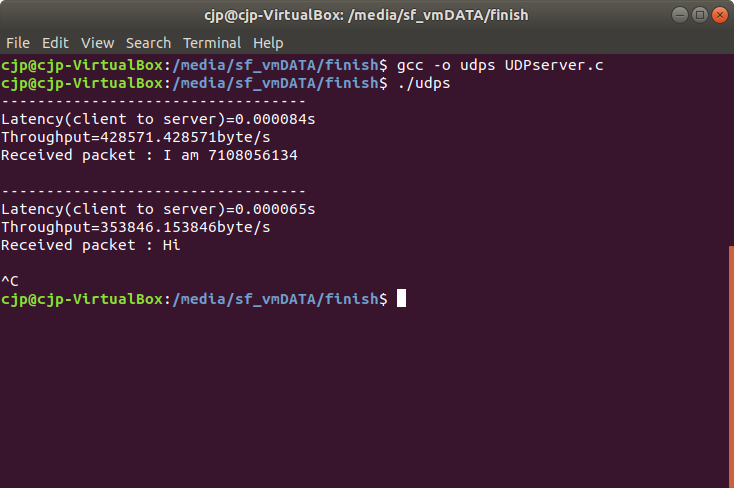 cjp@cjp-VirtualBox: /media/sf_vmDATA/finish
File Edit View Search Terminal Help
cjp@cjp-VirtualBox:/media/sf_vmDATA/finish$ gcc -o udps UDPserver.c
cjp@cjp-VirtualBox:/media/sf_vmDATA/finish$ ./udps
----------------------------------
Latency(client to server)=0.000084s
Throughput=428571.428571byte/s
Received packet : I am 7108056134
----------------------------------
Latency(client to server)=0.000065s
Throughput=353846.153846byte/s
Received packet : Hi
^C
cjp@cjp-VirtualBox:/media/sf_vmDATA/finish$